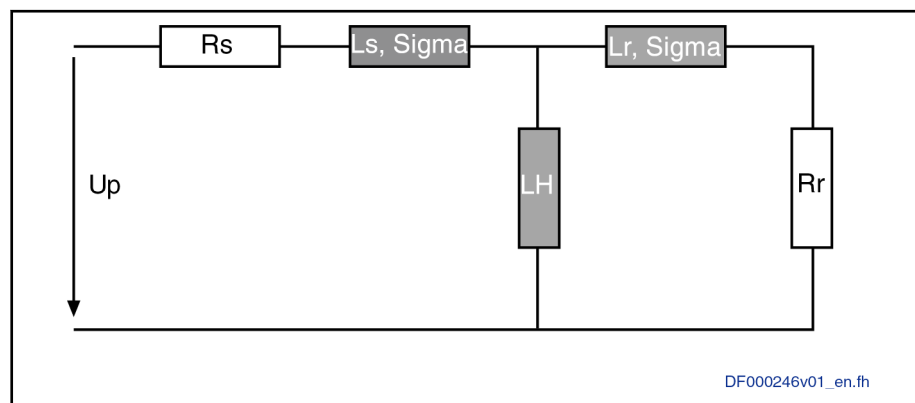 Rs
Ls, Sigma
Lr, Sigma
Up
LH
Rr
DF000246v01_en.fh